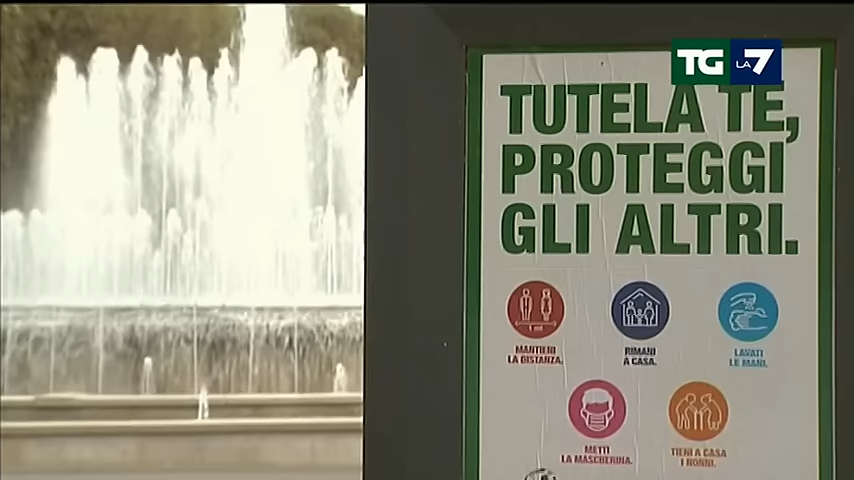 TG LA7
TUTELA TE,
PROTEGGI
GLI ALTRI.
1 m
MANTIENI
LA DISTANZA.
RIMANI
A CASA.
LAVATI
LE MANI.
METTI
LA MASCHERINA.
TIENI A CASA
I NONNI.